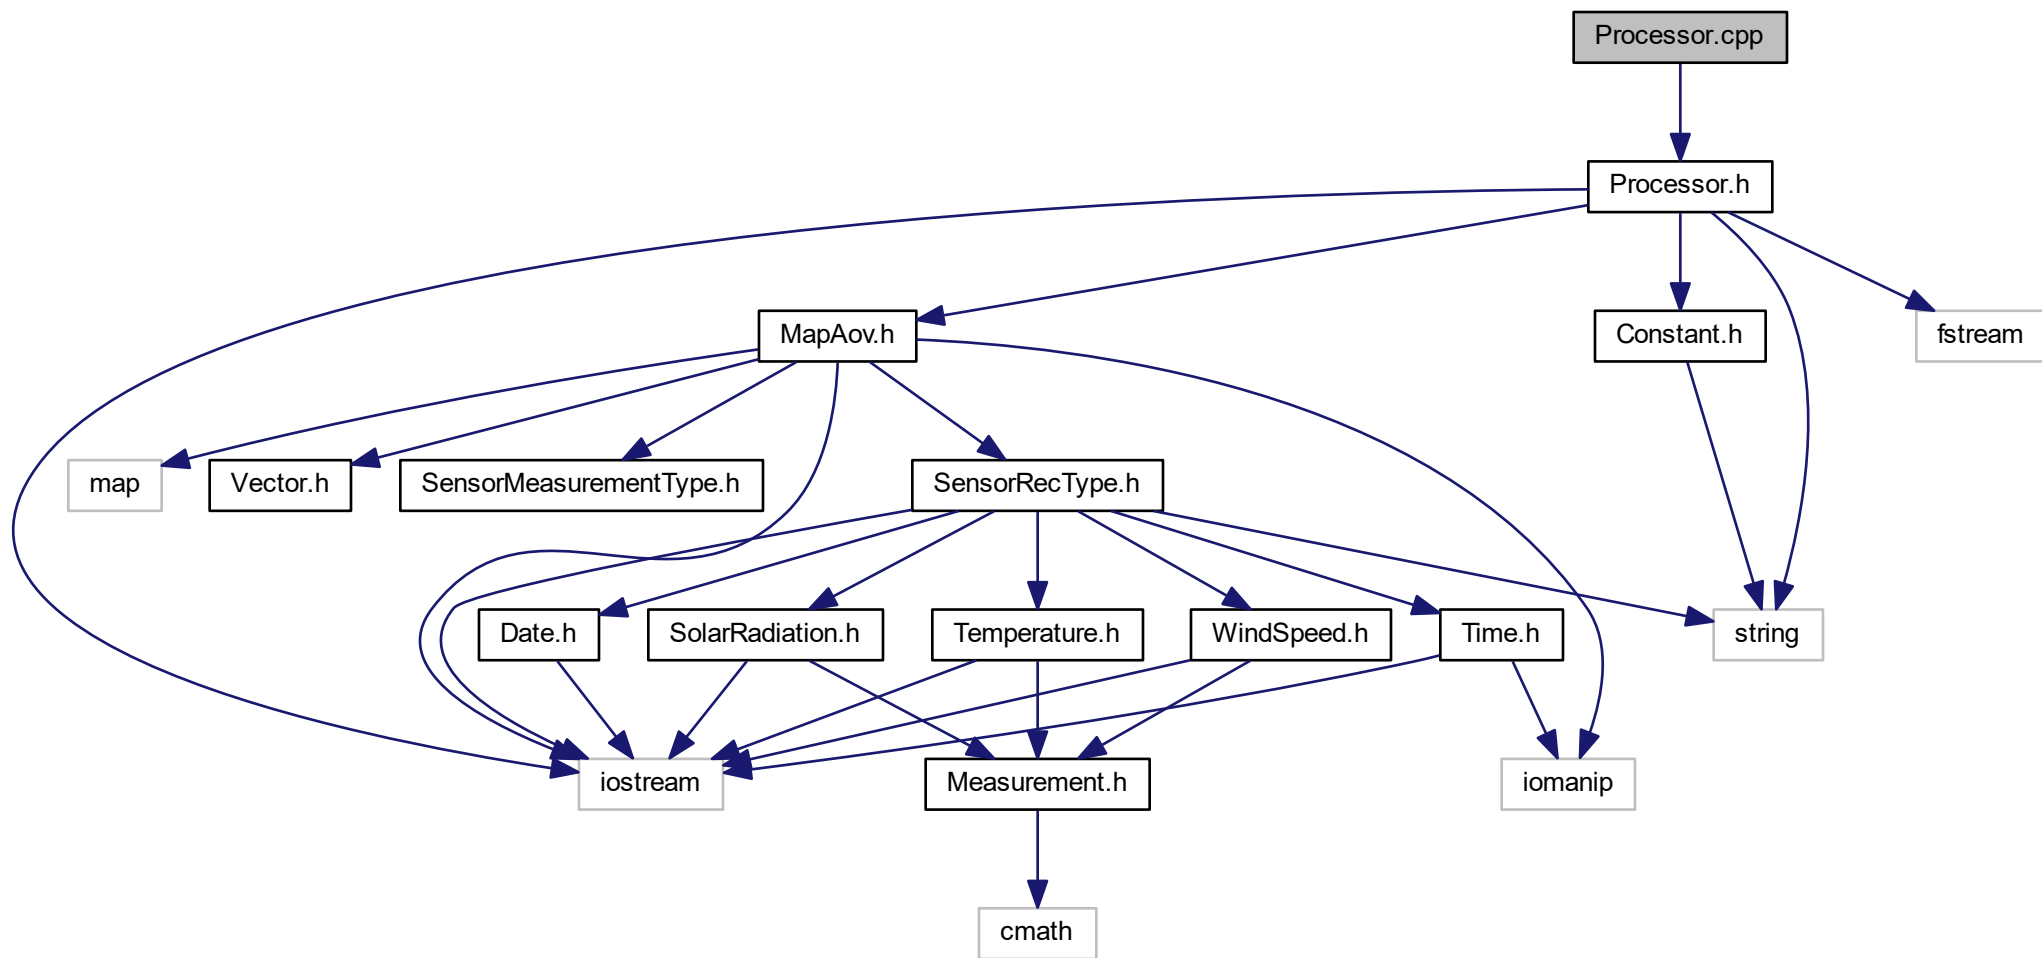 Processor.cpp
Processor.h
MapAov.h
Constant.h
fstream
map
Vector.h
SensorMeasurementType.h
SensorRecType.h
Date.h
SolarRadiation.h
Temperature.h
WindSpeed.h
Time.h
string
iostream
Measurement.h
iomanip
cmath